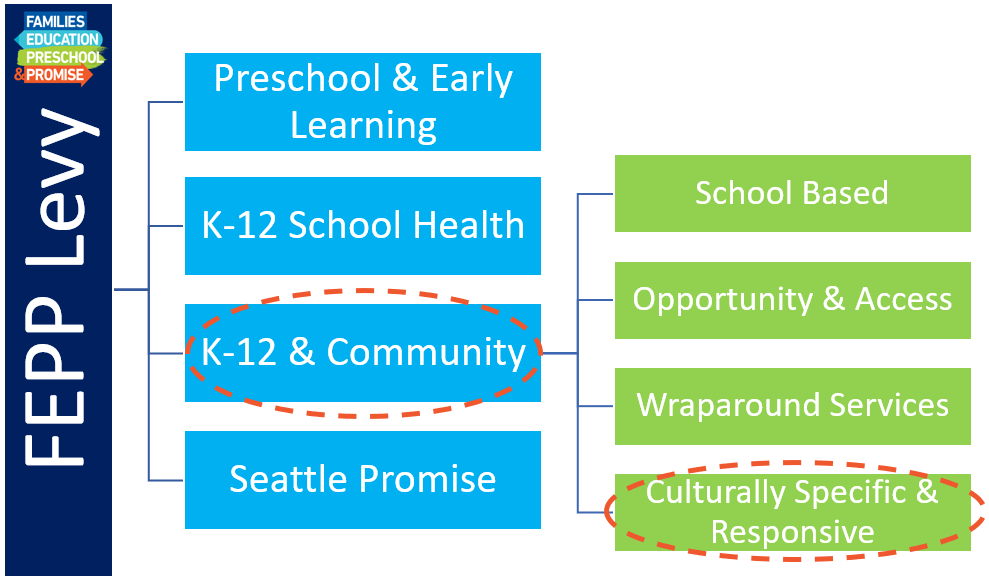 FAMILIES
EDUCATION
PRESCHOOL
&PROMISE
FEPP Levy
Preschool & Early
Learning
K-12 School Health
K-12 & Community
Seattle Promise
School Based
Opportunity & Access
Wraparound Services
Culturally Specific &
Responsive